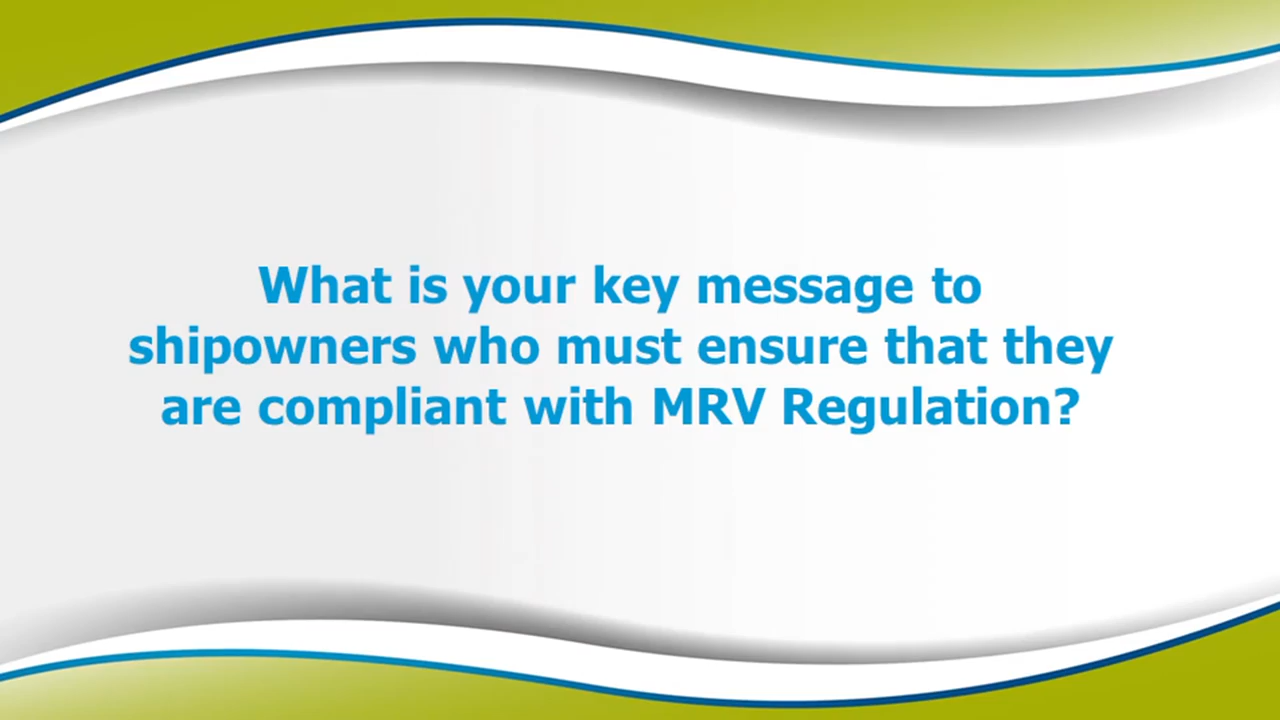 What is your key message to
shipowners who must ensure that they
are compliant with MRV Regulation?